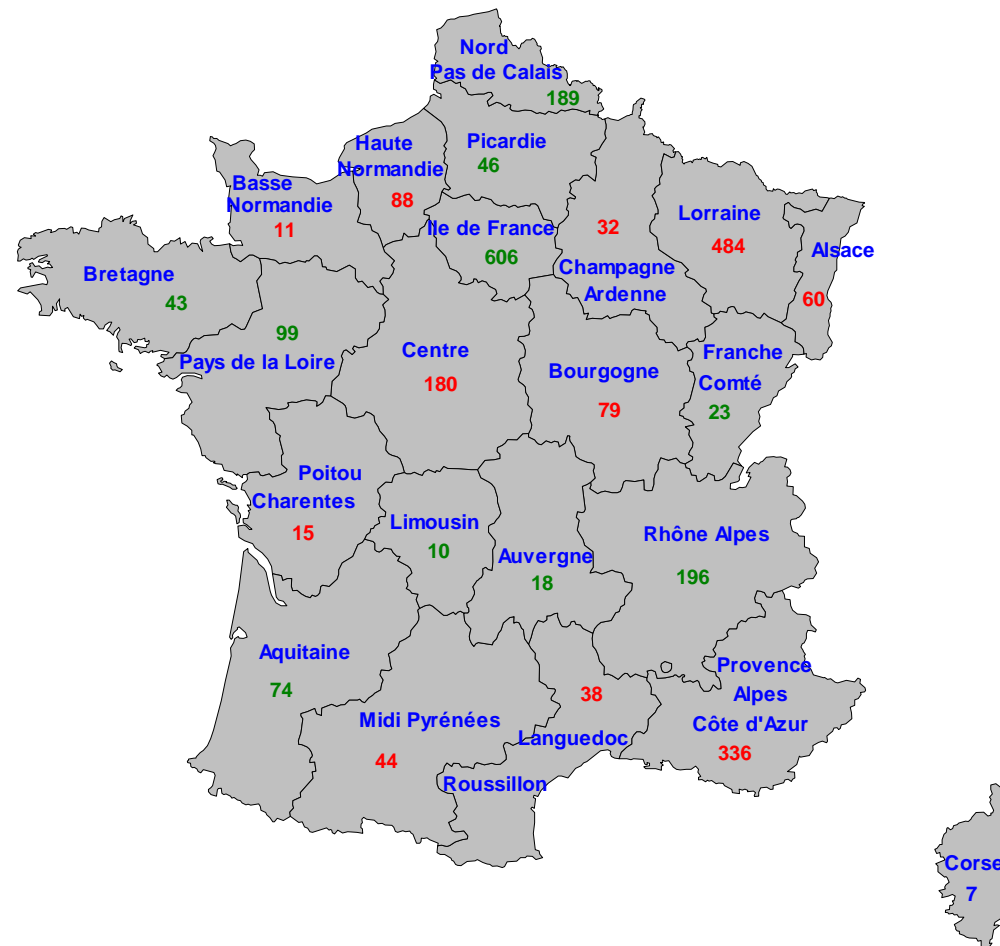 Nord
Pas de Calais
189
Picardie
46
Haute
Normandie
88
Basse
Normandie
11
Ile de France
606
32
Champagne
Ardenne
Lorraine
484
Alsace
60
Bretagne
43
99
Pays de la Loire
Centre
180
Bourgogne
79
Franche
Comté
23
Poitou
Charentes
15
Limousin
10
Auvergne
18
Rhône Alpes
196
Aquitaine
74
Midi Pyrénées
44
38
Languedoc
Roussillon
Provence
Alpes
Côte d'Azur
336
Corse
7